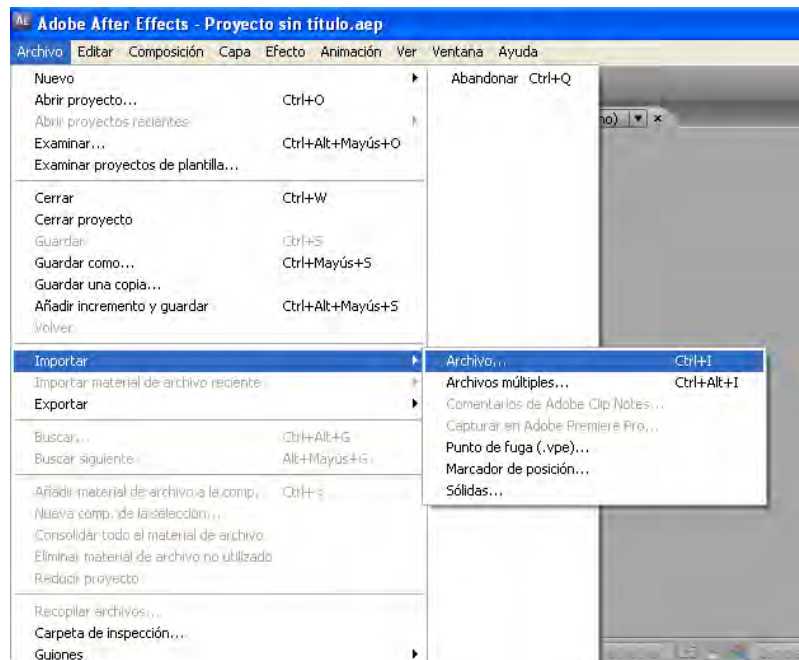 Adobe After Effects - Proyecto sin título.aep
Archivo Editar Composición Capa Efecto Animación Ver Ventana Ayuda
Nuevo
Abandonar Ctrl+Q
Abrir proyecto... Ctrl+O
Abrir proyectos recientes
Examinar... Ctrl+Alt+Mayús+O
Examinar proyectos de plantilla...
Cerrar Ctrl+W
Cerrar proyecto
Guardar Ctrl+S
Guardar como... Ctrl+Mayús+S
Guardar una copia...
Añadir incremento y guardar Ctrl+Alt+Mayús+S
Volver
Importar
Importar material de archivo reciente
Exportar
Buscar... Ctrl+Alt+G
Buscar siguiente Alt+Mayús+G
Añadir material de archivo a la comp. Ctrl+
Nueva comp. de la selección...
Consolidar todo el material de archivo
Eliminar material de archivo no utilizado
Reducir proyecto
Recopilar archivos...
Carpeta de inspección...
Guiones
Archivo... Ctrl+I
Archivos múltiples... Ctrl+Alt+I
Comentarios de Adobe Clip Notes...
Capturar en Adobe Premiere Pro...
Punto de fuga (.vpe)...
Marcador de posición...
Sólidas...